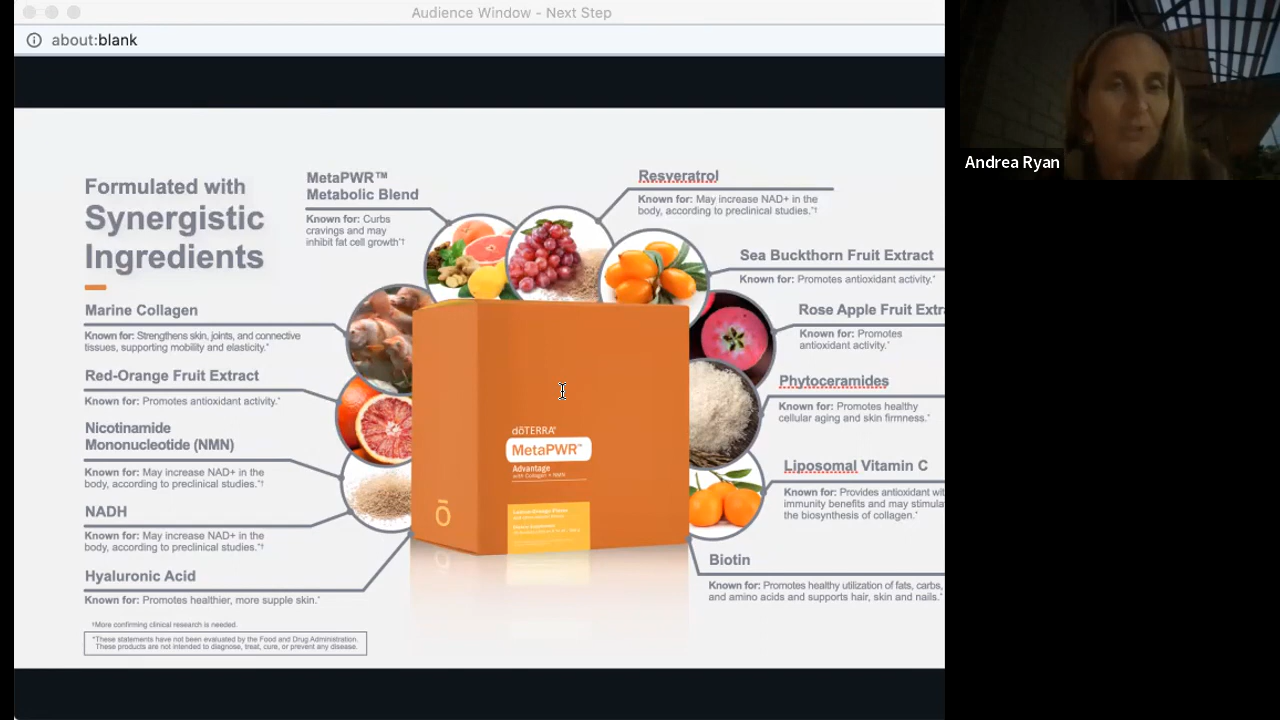 Audience Window - Next Step
about:blank
Andrea Ryan
Formulated with
Synergistic
Ingredients
MetaPWR™
Metabolic Blend
Known for: Curbs
cravings and may
inhibit fat cell growth*†
Resveratrol
Known for: May increase NAD+ in the
body, according to preclinical studies.*†
Sea Buckthorn Fruit Extract
Known for: Promotes antioxidant activity.*
Rose Apple Fruit Extra
Known for: Promotes
antioxidant activity.*
Phytoceramides
Known for: Promotes healthy
cellular aging and skin firmness.*
Liposomal Vitamin C
Known for: Provides antioxidant wit
immunity benefits and may stimula
the biosynthesis of collagen.*
Biotin
Known for: Promotes healthy utilization of fats, carbs,
and amino acids and supports hair, skin and nails.*
Marine Collagen
Known for: Strengthens skin, joints, and connective
tissues, supporting mobility and elasticity.*
Red-Orange Fruit Extract
Known for: Promotes antioxidant activity.*
Nicotinamide
Mononucleotide (NMN)
Known for: May increase NAD+ in the
body, according to preclinical studies.*†
NADH
Known for: May increase NAD+ in the
body, according to preclinical studies.*†
Hyaluronic Acid
Known for: Promotes healthier, more supple skin.*
†More confirming clinical research is needed.
*These statements have not been evaluated by the Food and Drug Administration.
These products are not intended to diagnose, treat, cure, or prevent any disease.
dōTERRA®
MetaPWR™
Advantage
with Collagen + NMN
ō